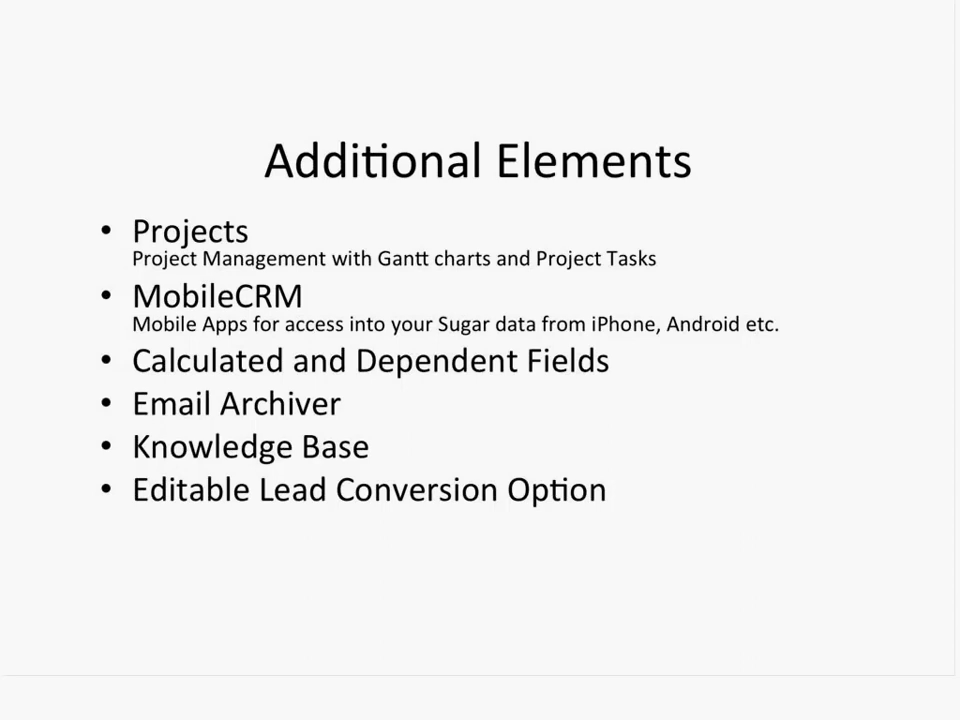 Additional Elements
• Projects
Project Management with Gantt charts and Project Tasks
• MobileCRM
Mobile Apps for access into your Sugar data from iPhone, Android etc.
• Calculated and Dependent Fields
• Email Archiver
• Knowledge Base
• Editable Lead Conversion Option